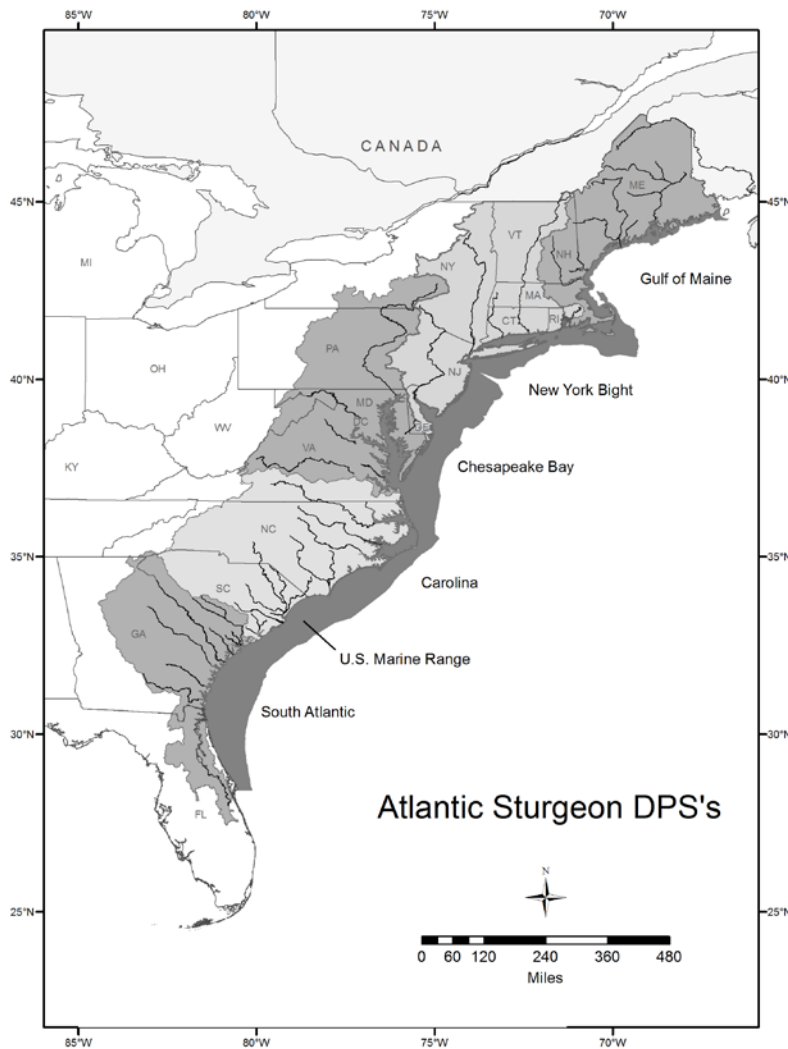 85°W 80°W 75°W 70°W
CANADA
ME
45°N 45°N
VT
MI
NY
NH
Gulf of Maine
MA
CT RI
PA
OH
NJ
40°N 40°N
New York Bight
MD
DC
DE
WV
VA
KY
Chesapeake Bay
NC
35°N 35°N
Carolina
SC
GA
U.S. Marine Range
South Atlantic
30°N 30°N
Atlantic Sturgeon DPS's
FL
N
25°N 25°N
0 60 120 240 360 480
Miles
85°W 80°W 75°W 70°W